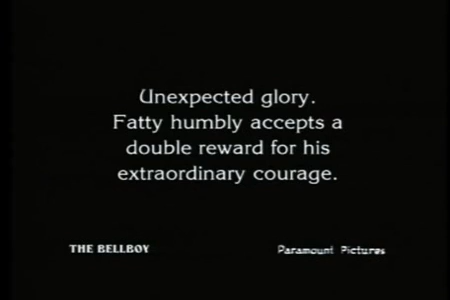 Unexpected glory.
Fatty humbly accepts a
double reward for his
extraordinary courage.
THE BELLBOY Paramount Pictures